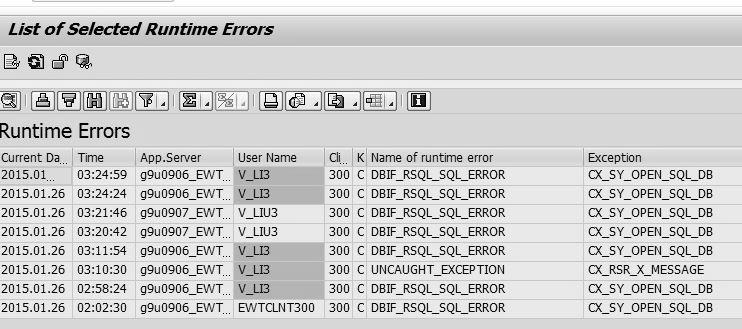 List of Selected Runtime Errors
Runtime Errors
Current Da... Time App.Server User Name Cli... K Name of runtime error Exception
2015.01... 03:24:59 g9u0906_EWT... V_LI3 300 C DBIF_RSQL_SQL_ERROR CX_SY_OPEN_SQL_DB
2015.01.26 03:24:24 g9u0906_EWT... V_LI3 300 C DBIF_RSQL_SQL_ERROR CX_SY_OPEN_SQL_DB
2015.01.26 03:21:46 g9u0907_EWT... V_LIU3 300 C DBIF_RSQL_SQL_ERROR CX_SY_OPEN_SQL_DB
2015.01.26 03:20:42 g9u0907_EWT... V_LIU3 300 C DBIF_RSQL_SQL_ERROR CX_SY_OPEN_SQL_DB
2015.01.26 03:11:54 g9u0906_EWT... V_LI3 300 C DBIF_RSQL_SQL_ERROR CX_SY_OPEN_SQL_DB
2015.01.26 03:10:30 g9u0906_EWT... V_LI3 300 C UNCAUGHT_EXCEPTION CX_RSR_X_MESSAGE
2015.01.26 02:58:24 g9u0906_EWT... V_LI3 300 C DBIF_RSQL_SQL_ERROR CX_SY_OPEN_SQL_DB
2015.01.26 02:02:30 g9u0906_EWT... EWTCLNT300 300 C DBIF_RSQL_SQL_ERROR CX_SY_OPEN_SQL_DB